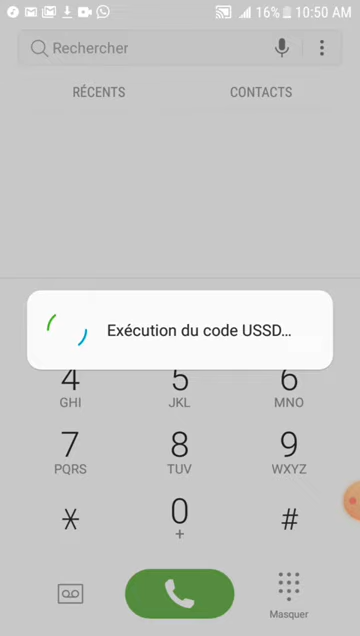 16% 10:50 AM
Rechercher
RÉCENTS CONTACTS
Exécution du code USSD...
4 5 6
GHI JKL MNO
7 8 9
PQRS TUV WXYZ
* 0 #
+
Masquer